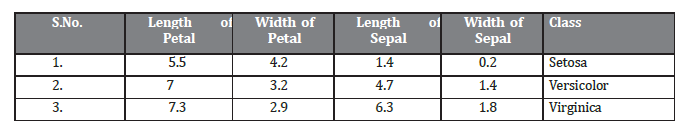 S.No. Length of Petal Width of Petal Length of Sepal Width of Sepal Class
1. 5.5 4.2 1.4 0.2 Setosa
2. 7 3.2 4.7 1.4 Versicolor
3. 7.3 2.9 6.3 1.8 Virginica